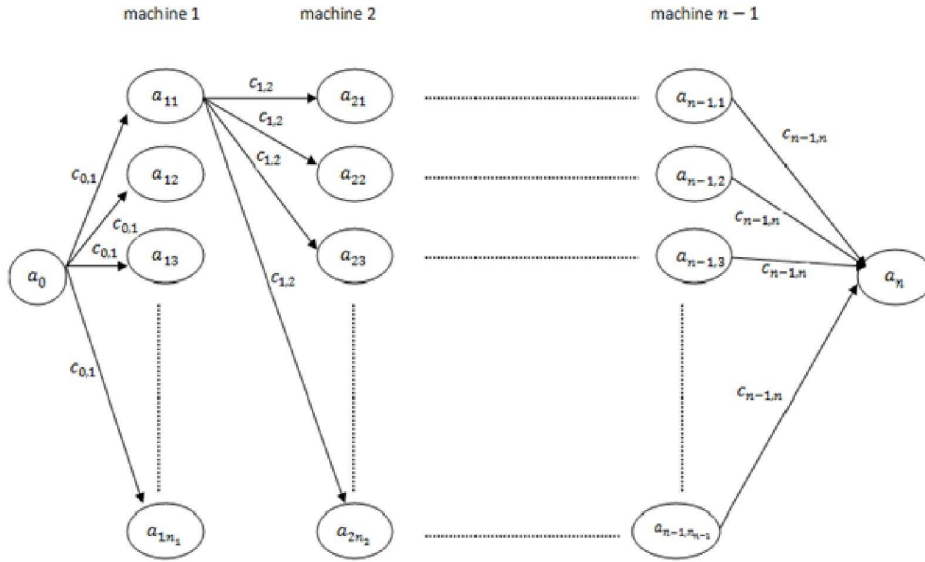 machine 1 machine 2 machine n − 1
a₁₁ c₁,₂ a₂₁ aₙ₋₁,₁
c₁,₂
c₁,₂ cₙ₋₁,ₙ
c₀,₁ a₁₂ a₂₂ aₙ₋₁,₂
c₀,₁ cₙ₋₁,ₙ
c₀,₁ a₁₃ a₂₃ aₙ₋₁,₃
a₀ c₁,₂ cₙ₋₁,ₙ aₙ
c₀,₁ cₙ₋₁,ₙ
a₁ₙ₁ a₂ₙ₂ aₙ₋₁,ₙₙ₋₁